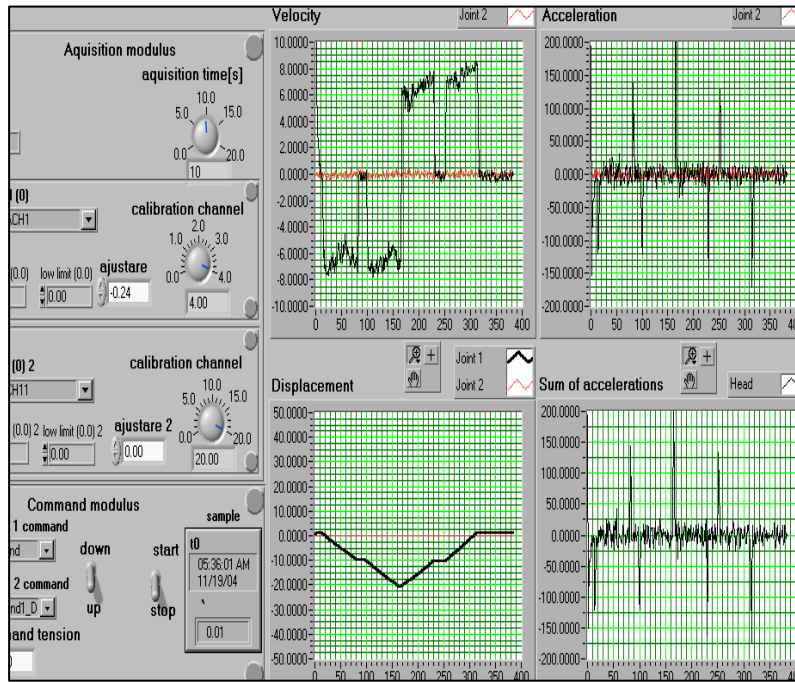 Aquisition modulus
aquisition time[s]
10.0
5.0 15.0
0.0 20.0
10
(0)
ACH1
calibration channel
2.0
1.0 3.0
0.0 4.0
4.00
(0.0) low limit (0.0) ajustare
0.00 -0.24
(0) 2
calibration channel
10.0
5.0 15.0
0.0 20.0
20.00
(0.0) 2 low limit (0.0) 2 ajustare 2
0.00 0.00
Command modulus
1 command
down start
up stop
2 command
nd1_D
and tension
sample
t0
05:36:01 AM
11/19/04
0.01
Velocity Joint 2
10.0000
8.0000
6.0000
4.0000
2.0000
0.0000
-2.0000
-4.0000
-6.0000
-8.0000
-10.0000
0 50 100 150 200 250 300 350 400
Acceleration Joint 2
200.0000
150.0000
100.0000
50.0000
0.0000
-50.0000
-100.0000
-150.0000
-200.0000
0 50 100 150 200 250 300 350
Displacement
Joint 1
Joint 2
50.0000
40.0000
30.0000
20.0000
10.0000
0.0000
-10.0000
-20.0000
-30.0000
-40.0000
-50.0000
0 50 100 150 200 250 300 350 400
Sum of accelerations Head
200.0000
150.0000
100.0000
50.0000
0.0000
-50.0000
-100.0000
-150.0000
-200.0000
0 50 100 150 200 250 300 350